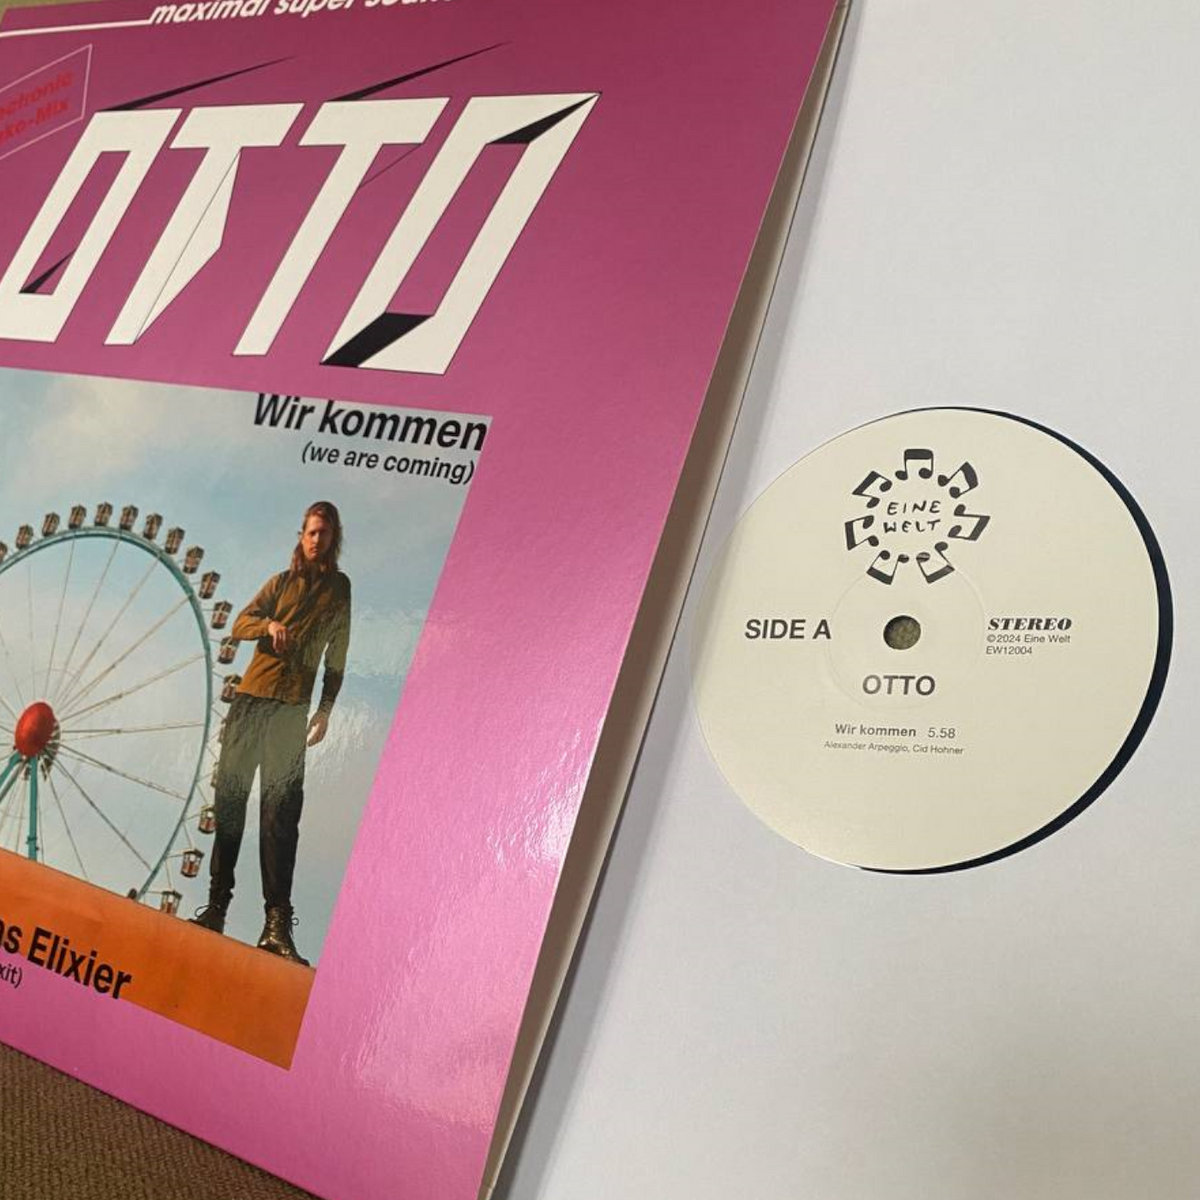 maximal super
OTTO
Wir kommen
(we are coming)
Elixier
EINE
WELT
SIDE A
STEREO
©2024 Eine Welt
EW12004
OTTO
Wir kommen 5.58
Alexander Arpeggio, Cid Hohner